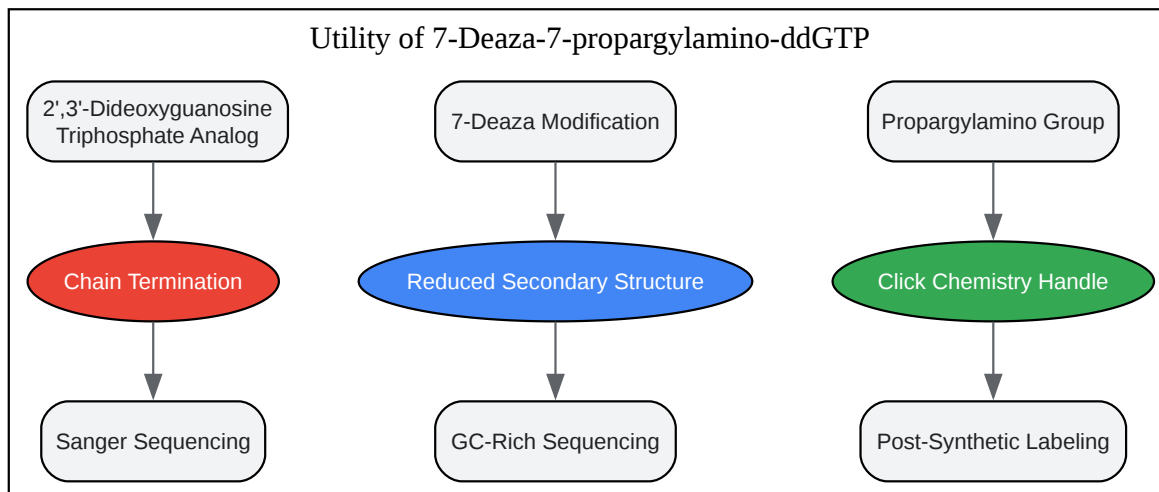 Utility of 7-Deaza-7-propargylamino-ddGTP
2',3'-Dideoxyguanosine
Triphosphate Analog
7-Deaza Modification
Propargylamino Group
Chain Termination
Reduced Secondary Structure
Click Chemistry Handle
Sanger Sequencing
GC-Rich Sequencing
Post-Synthetic Labeling